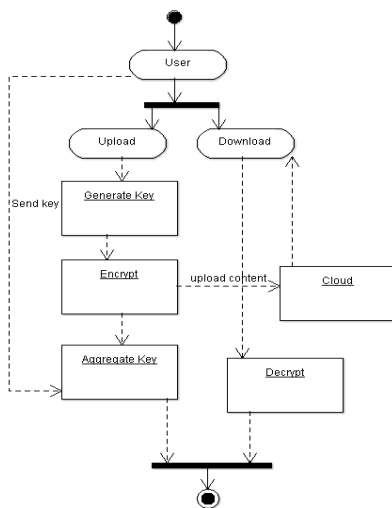 User
Upload
Download
Generate Key
Send key
Encrypt
upload content
Cloud
Aggregate Key
Decrypt